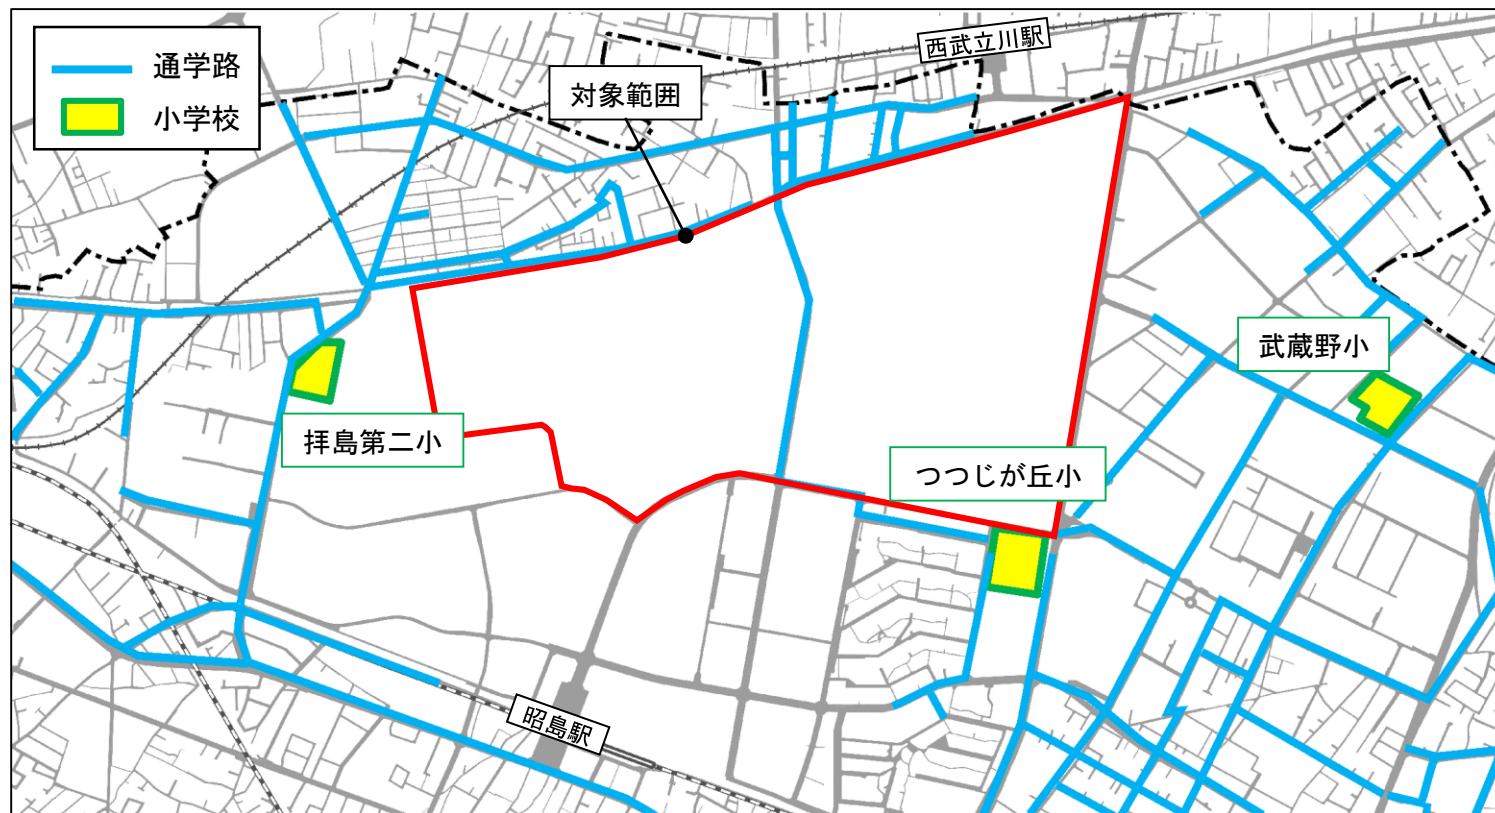 西武立川駅
通学路
対象範囲
小学校
武蔵野小
拝島第二小
つつじが丘小
昭島駅